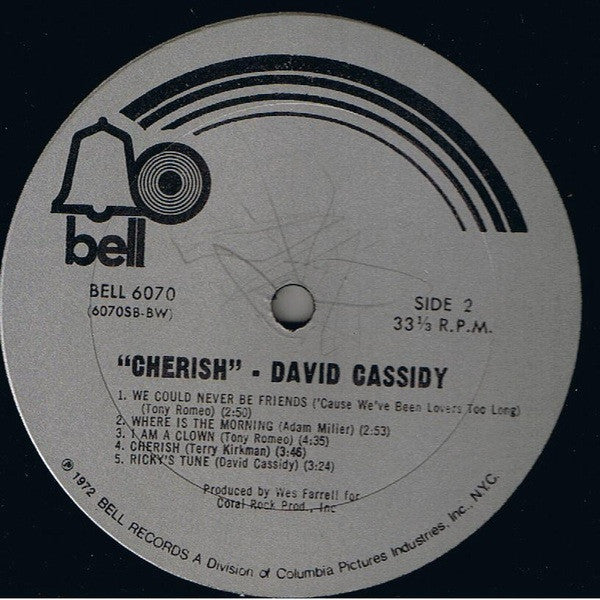 bell
BELL 6070
(6070SB-BW)
SIDE 2
33⅓ R.P.M.
"CHERISH" - DAVID CASSIDY
1. WE COULD NEVER BE FRIENDS ('Cause We've Been Lovers Too Long)
(Tony Romeo) (2:50)
2. WHERE IS THE MORNING (Adam Miller) (2:53)
3. I AM A CLOWN (Tony Romeo) (4:35)
4. CHERISH (Terry Kirkman) (3:46)
5. RICKY'S TUNE (David Cassidy) (3:24)
Produced by Wes Farrell for
Coral Rock Prod., Inc
℗ 1972 BELL RECORDS A Division of Columbia Pictures Industries, Inc., N.Y.C.